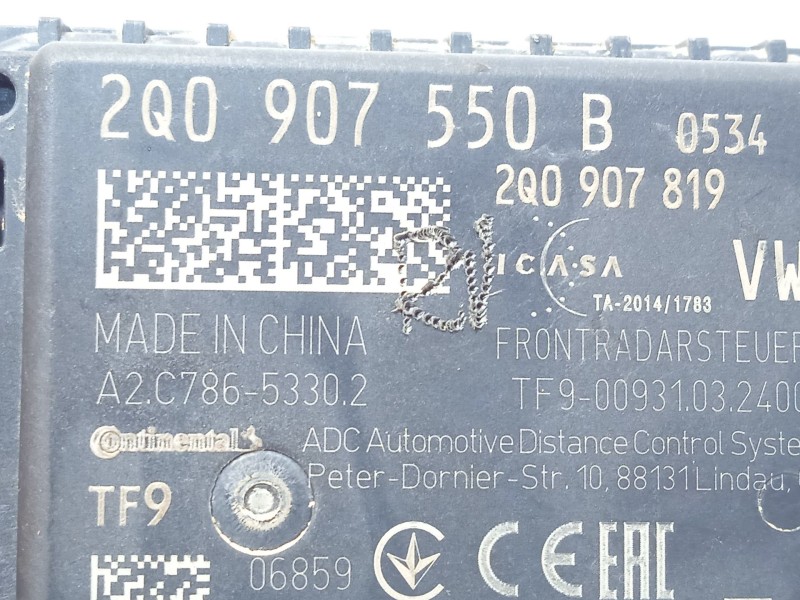 2Q0 907 550 B 0534
2Q0 907 819
ICASA VW
TA-2014/1783
MADE IN CHINA FRONTRADARSTEUER
A2.C786-5330.2 TF9-00931.03.2400
Continental ADC Automotive Distance Control Syste
Peter-Dornier-Str. 10, 88131 Lindau,
TF9
06859 CE EAC